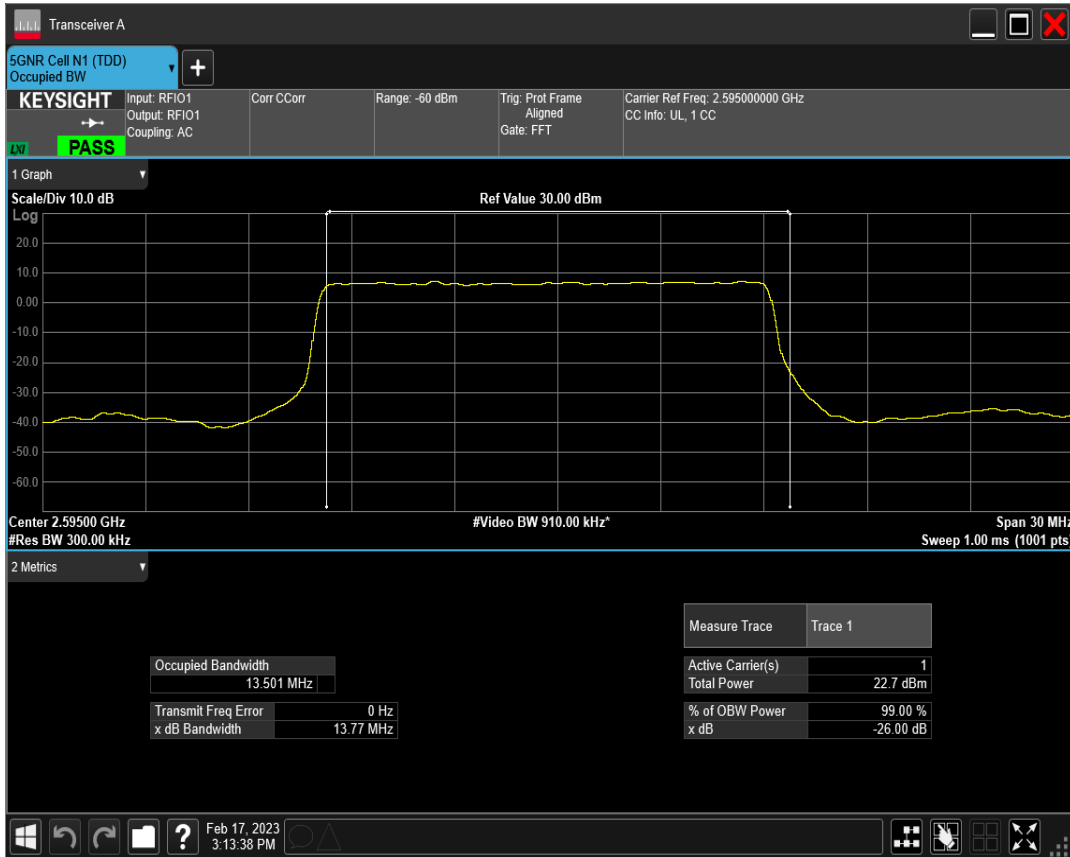 Transceiver A
5GNR Cell N1 (TDD)
Occupied BW
+
KEYSIGHT
LXI
PASS
Input: RFIO1
Output: RFIO1
Coupling: AC
Corr CCorr
Range: -60 dBm
Trig: Prot Frame
Aligned
Gate: FFT
Carrier Ref Freq: 2.595000000 GHz
CC Info: UL, 1 CC
1 Graph
Scale/Div 10.0 dB
Ref Value 30.00 dBm
Log
20.0
10.0
0.00
-10.0
-20.0
-30.0
-40.0
-50.0
-60.0
Center 2.59500 GHz
#Video BW 910.00 kHz*
Span 30 MHz
#Res BW 300.00 kHz
Sweep 1.00 ms (1001 pts)
2 Metrics
Measure Trace Trace 1
Occupied Bandwidth
13.501 MHz
Active Carrier(s) 1
Total Power 22.7 dBm
Transmit Freq Error 0 Hz
x dB Bandwidth 13.77 MHz
% of OBW Power 99.00 %
x dB -26.00 dB
?
Feb 17, 2023
3:13:38 PM